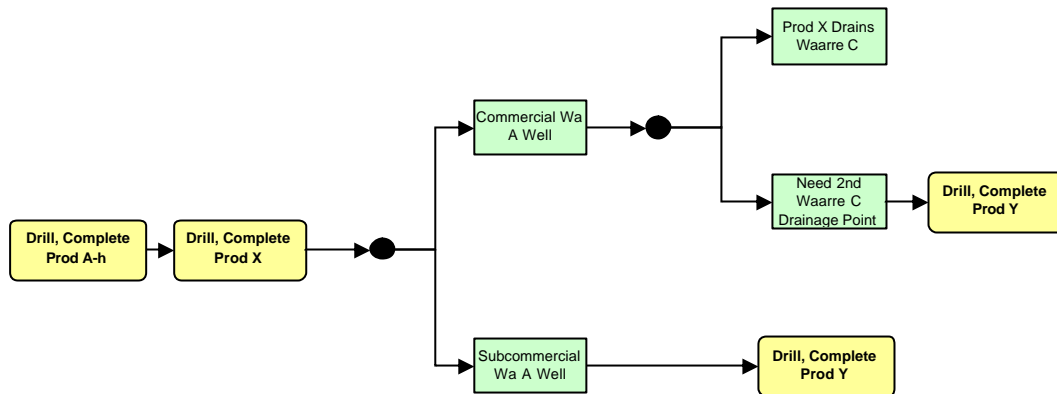 Drill, Complete
Prod A-h
Drill, Complete
Prod X
Commercial Wa
A Well
Prod X Drains
Waarre C
Need 2nd
Waarre C
Drainage Point
Drill, Complete
Prod Y
Subcommercial
Wa A Well
Drill, Complete
Prod Y